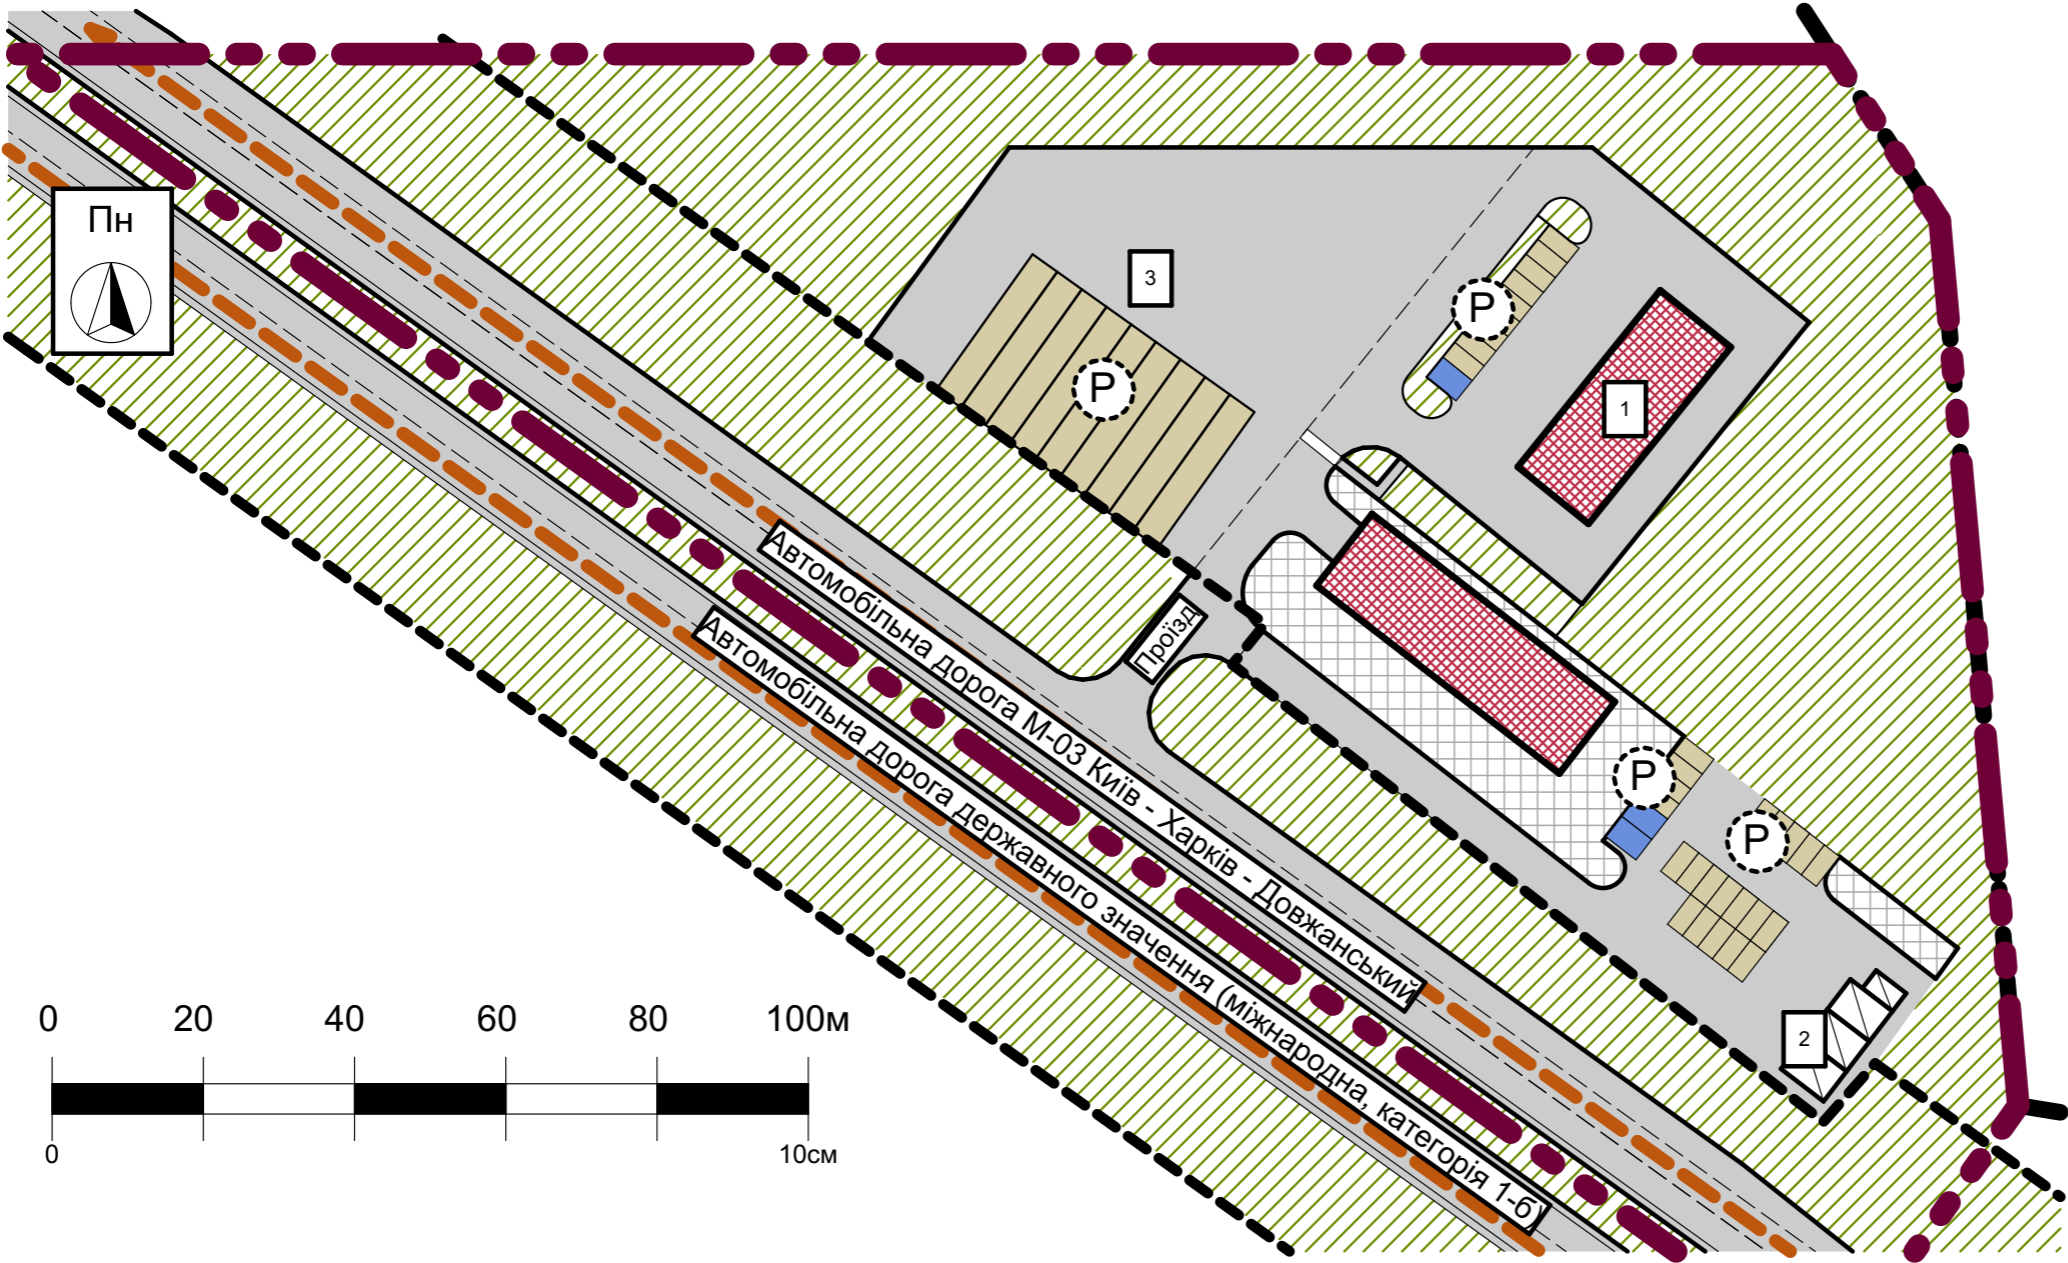 Пн
3
P
1
P
Проїзд
Автомобільна дорога М-03 Київ - Харків - Довжанський
Автомобільна дорога державного значення (міжнародна, категорія 1-б)
P
P
2
0 20 40 60 80 100м
0 10см